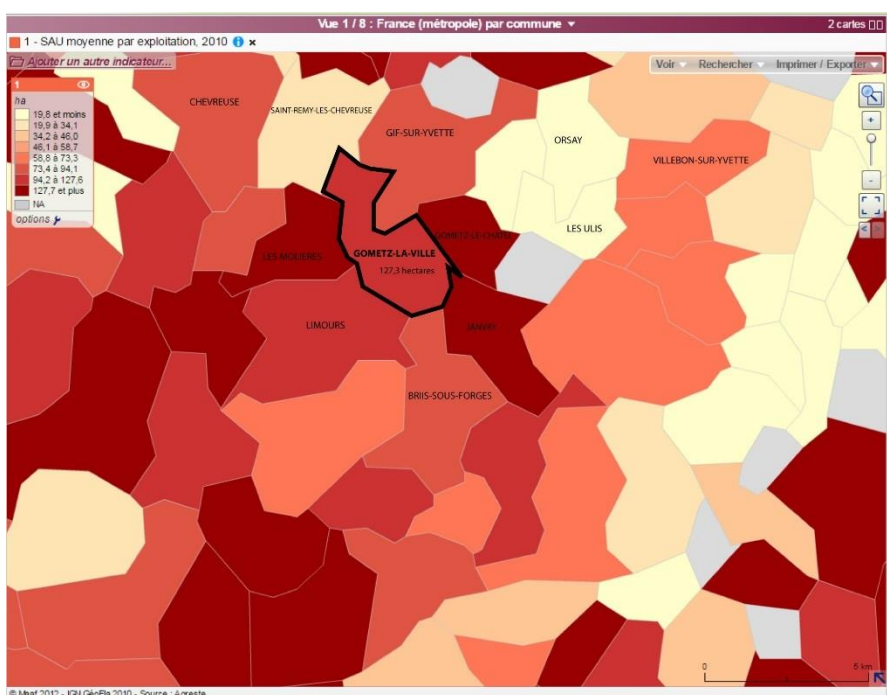 Vue 1 / 8 : France (métropole) par commune
2 cartes
1 - SAU moyenne par exploitation, 2010
Ajouter un autre indicateur...
Voir Rechercher Imprimer / Exporter
1
ha
19,8 et moins
19,9 à 34,1
34,2 à 46,0
46,1 à 58,7
58,8 à 73,3
73,4 à 94,1
94,2 à 127,6
127,7 et plus
NA
options
CHEVREUSE
SAINT-REMY-LES-CHEVREUSE
GIF-SUR-YVETTE
ORSAY
VILLEBON-SUR-YVETTE
LES ULIS
GOMETZ-LE-CHATEL
LES MOLIERES
GOMETZ-LA-VILLE
127,3 hectares
LIMOURS
JANVRY
BRIIS-SOUS-FORGES
0 5 km
© Maaf 2012 - IGN GéoFla 2010 - Source : Agreste